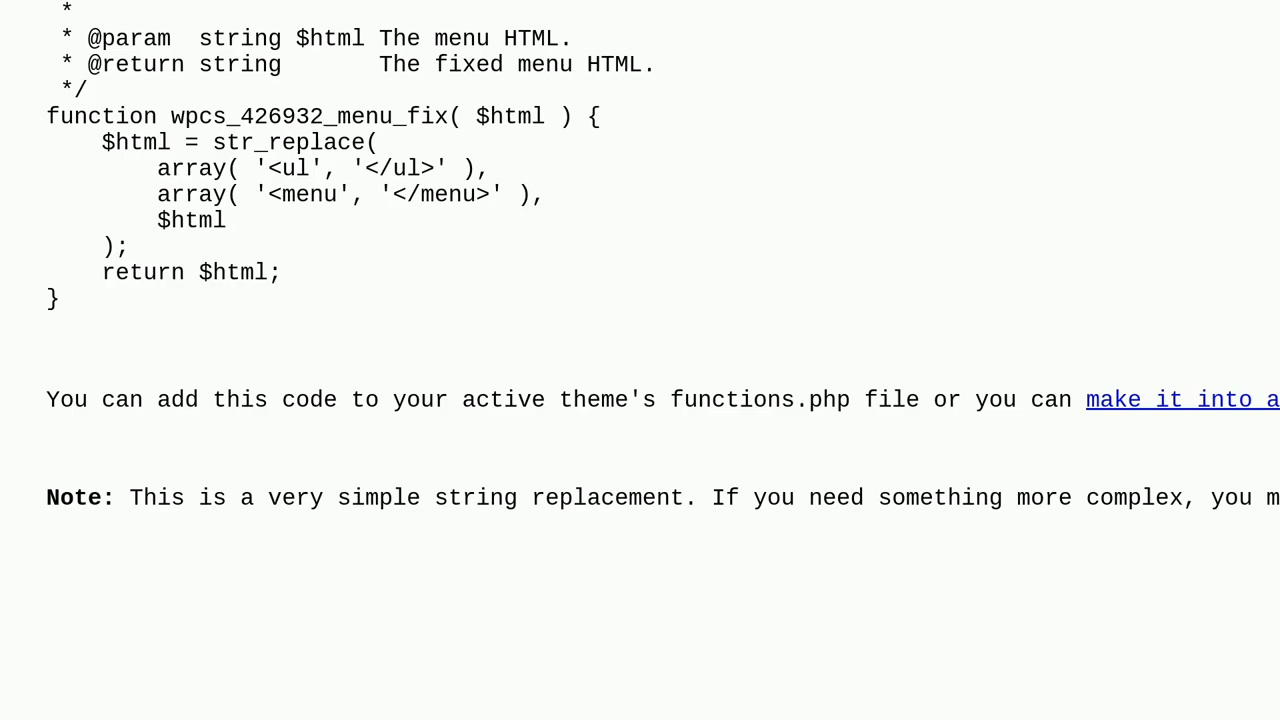 *
* @param  string $html The menu HTML.
* @return string       The fixed menu HTML.
*/
function wpcs_426932_menu_fix( $html ) {
    $html = str_replace(
        array( '<ul', '</ul>' ),
        array( '<menu', '</menu>' ),
        $html
    );
    return $html;
}
You can add this code to your active theme's functions.php file or you can make it into a
Note: This is a very simple string replacement. If you need something more complex, you m